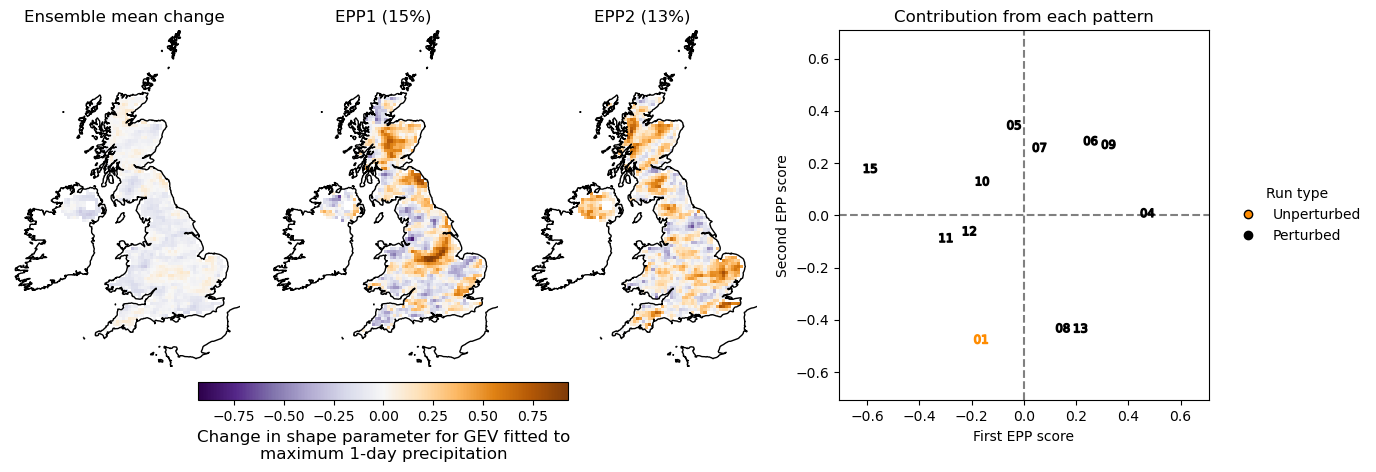 Ensemble mean change
EPP1 (15%)
EPP2 (13%)
Contribution from each pattern
−0.75 −0.50 −0.25 0.00 0.25 0.50 0.75
Change in shape parameter for GEV fitted to
maximum 1-day precipitation
Second EPP score
0.6
0.4
0.2
0.0
−0.2
−0.4
−0.6
05
07
06
09
15
10
04
12
11
08
13
01
−0.6 −0.4 −0.2 0.0 0.2 0.4 0.6
First EPP score
Run type
Unperturbed
Perturbed